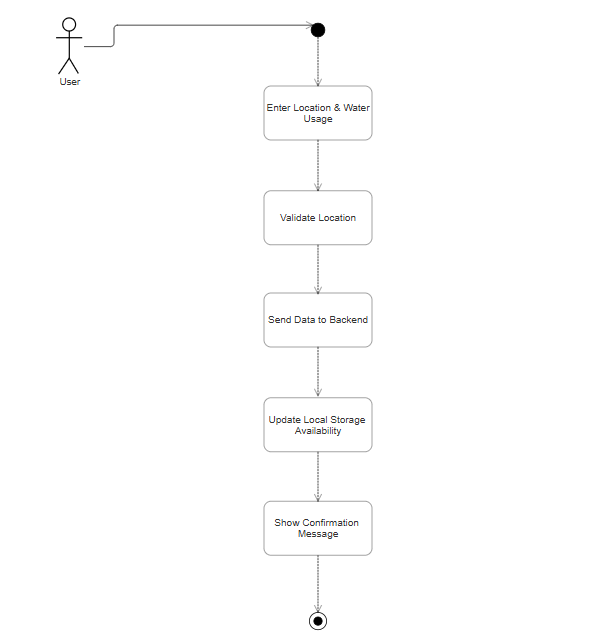 User
Enter Location & Water
Usage
Validate Location
Send Data to Backend
Update Local Storage
Availability
Show Confirmation
Message